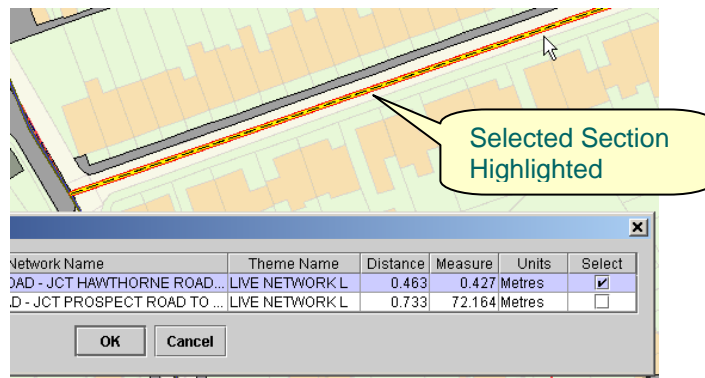 Selected Section
Highlighted
Network Name Theme Name Distance Measure Units Select
OAD - JCT HAWTHORNE ROAD... LIVE NETWORK L 0.463 0.427 Metres
D - JCT PROSPECT ROAD TO ... LIVE NETWORK L 0.733 72.164 Metres
OK Cancel